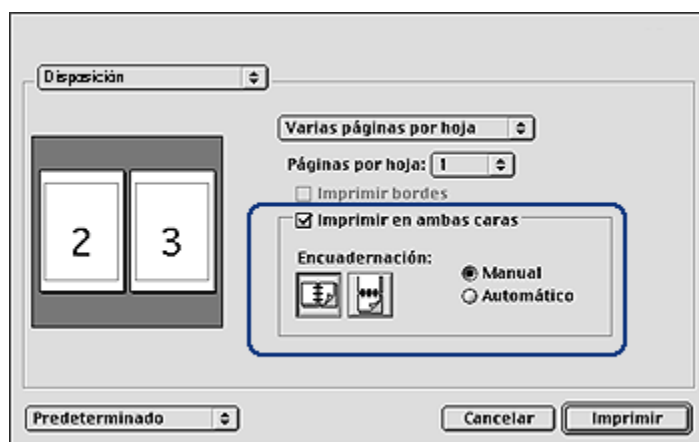 Disposición
Varias páginas por hoja
Páginas por hoja: 1
Imprimir bordes
Imprimir en ambas caras
2 3
Encuadernación:
Manual
Automático
Predeterminado
Cancelar
Imprimir